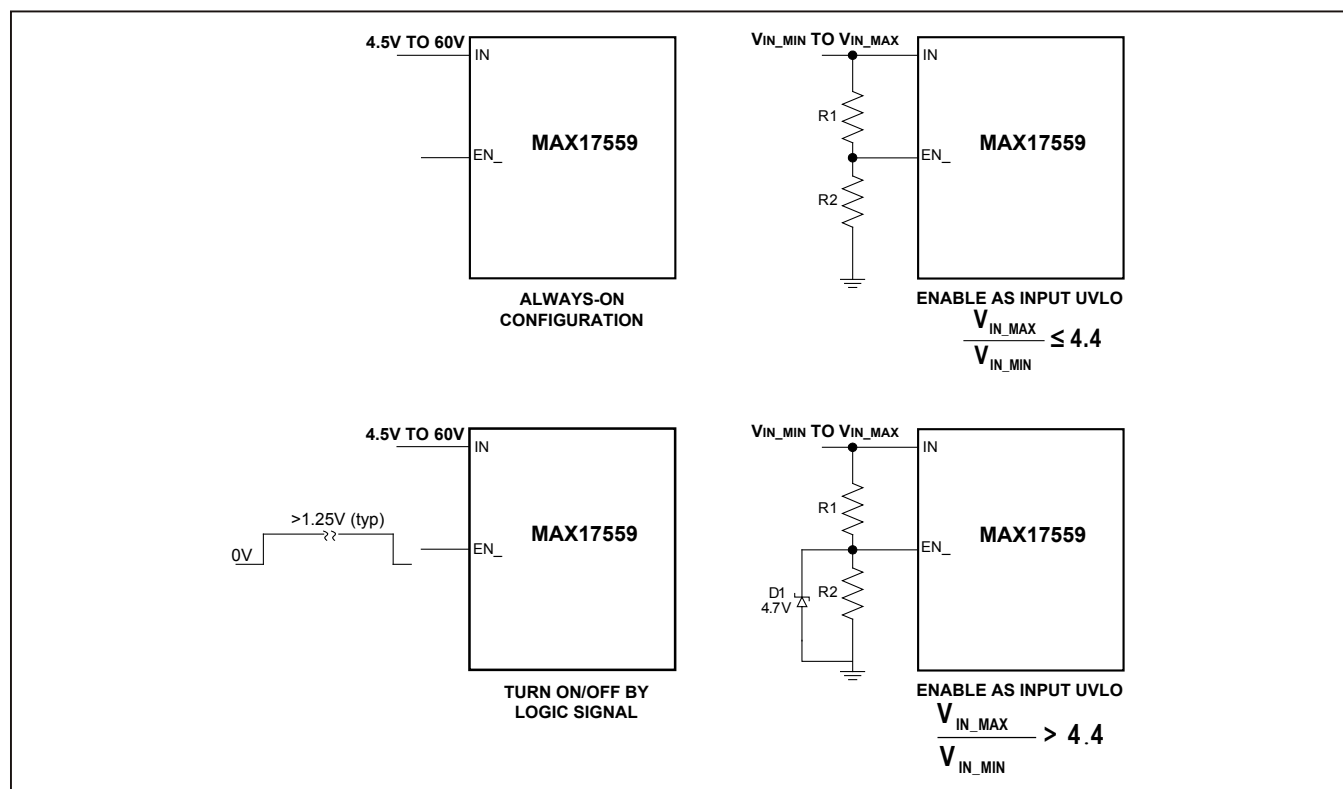 4.5V TO 60V
IN
EN_
MAX17559
ALWAYS-ON
CONFIGURATION
VIN_MIN TO VIN_MAX
IN
R1
EN_
R2
MAX17559
ENABLE AS INPUT UVLO
VIN_MAX
VIN_MIN
≤ 4.4
4.5V TO 60V
IN
>1.25V (typ)
0V
EN_
MAX17559
TURN ON/OFF BY
LOGIC SIGNAL
VIN_MIN TO VIN_MAX
IN
R1
EN_
D1
4.7V
R2
MAX17559
ENABLE AS INPUT UVLO
VIN_MAX
VIN_MIN
> 4.4